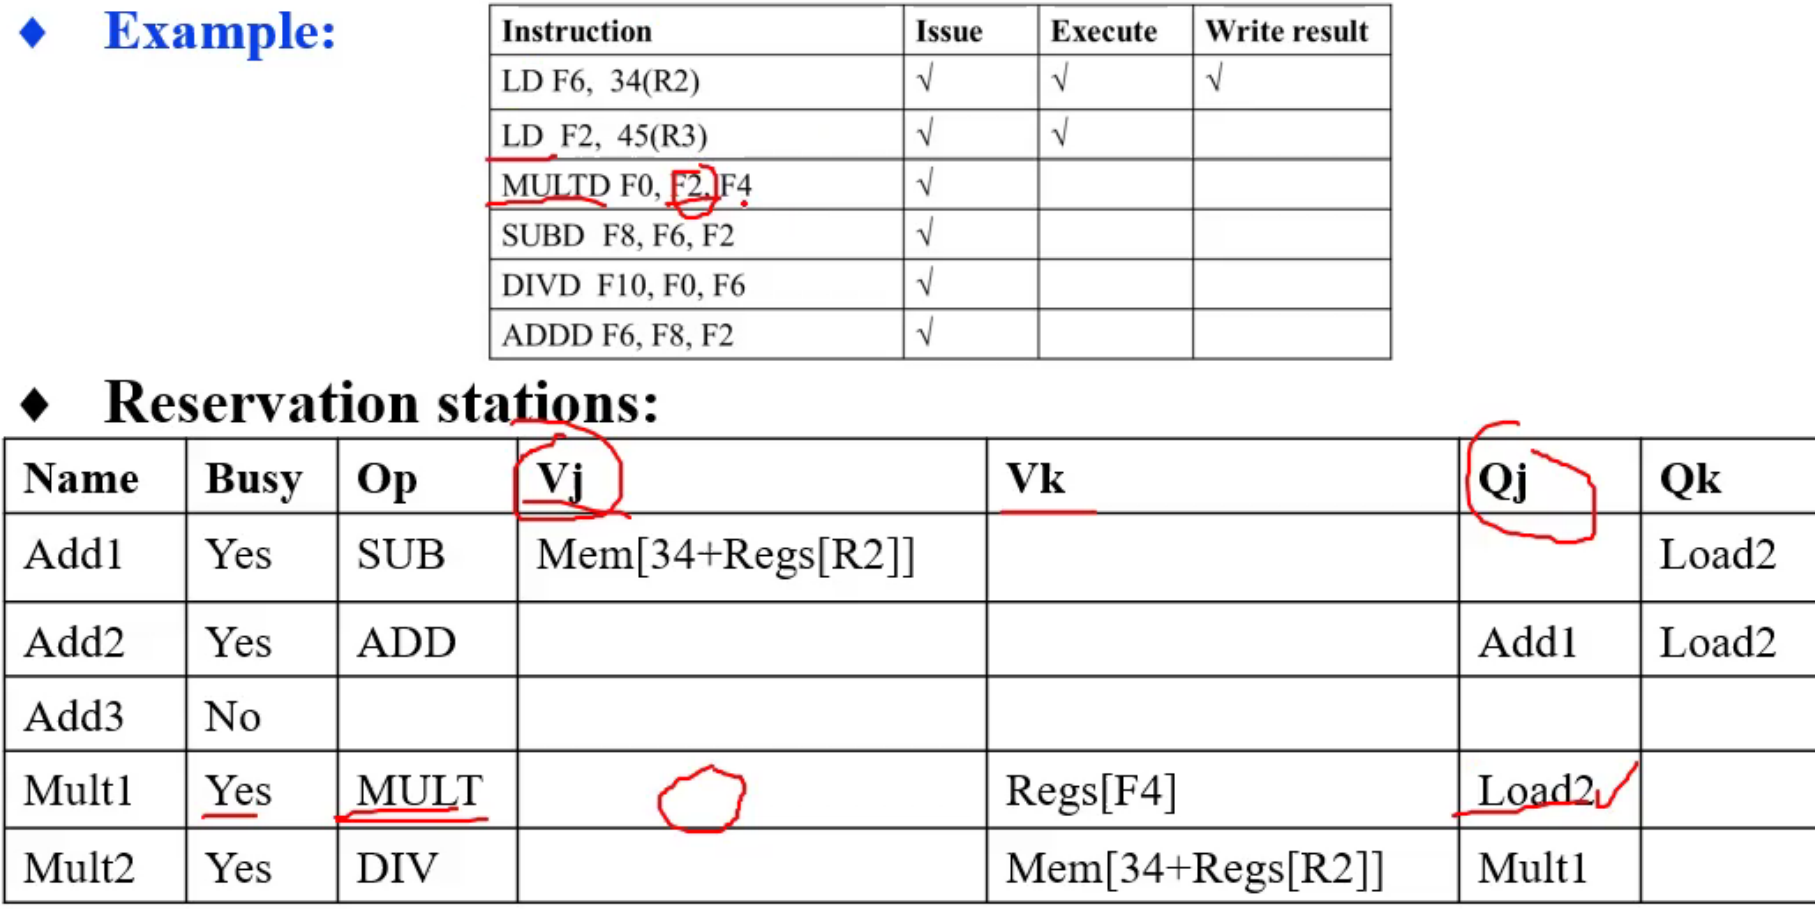 ♦ Example:
Instruction Issue Execute Write result
LD F6, 34(R2) √ √ √
LD F2, 45(R3) √ √
MULTD F0, F2, F4 √
SUBD F8, F6, F2 √
DIVD F10, F0, F6 √
ADDD F6, F8, F2 √
♦ Reservation stations:
Name Busy Op Vj Vk Qj Qk
Add1 Yes SUB Mem[34+Regs[R2]] Load2
Add2 Yes ADD Add1 Load2
Add3 No
Mult1 Yes MULT Regs[F4] Load2
Mult2 Yes DIV Mem[34+Regs[R2]] Mult1